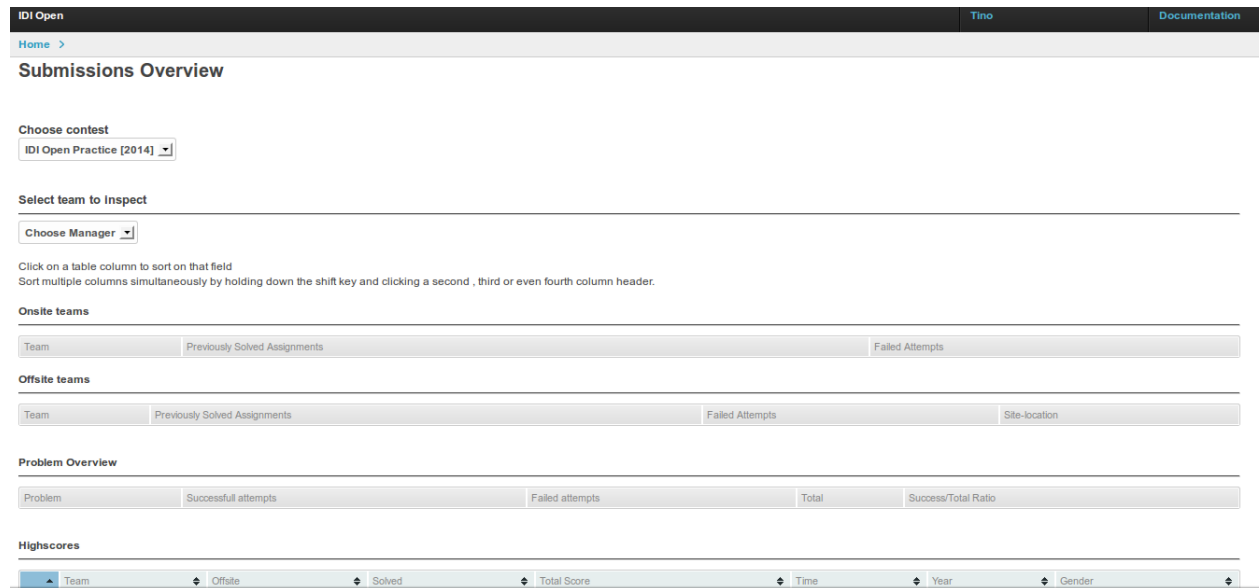 IDI Open Tino Documentation
Home >
Submissions Overview
Choose contest
IDI Open Practice [2014]
Select team to inspect
Choose Manager
Click on a table column to sort on that field
Sort multiple columns simultaneously by holding down the shift key and clicking a second , third or even fourth column header.
Onsite teams
Team Previously Solved Assignments Failed Attempts
Offsite teams
Team Previously Solved Assignments Failed Attempts Site-location
Problem Overview
Problem Successfull attempts Failed attempts Total Success/Total Ratio
Highscores
Team Offsite Solved Total Score Time Year Gender